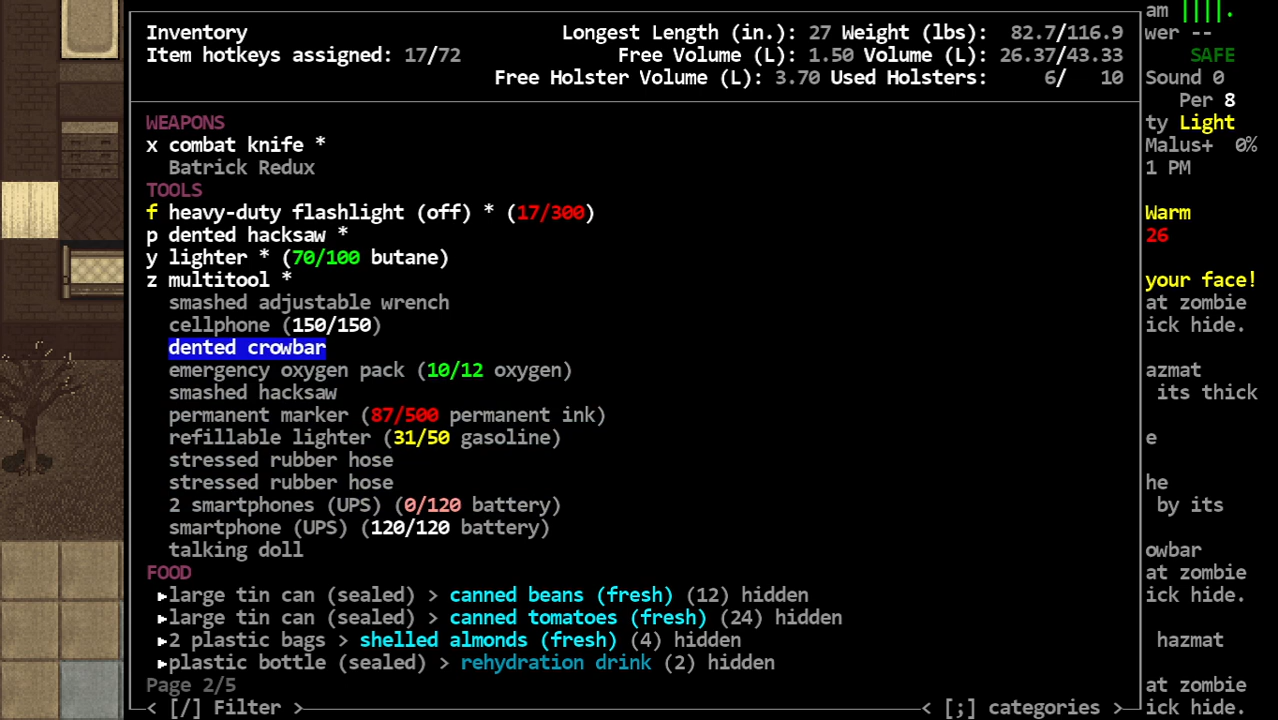 Inventory
Longest Length (in.): 27 Weight (lbs): 82.7/116.9
Item hotkeys assigned: 17/72
Free Volume (L): 1.50 Volume (L): 26.37/43.33
Free Holster Volume (L): 3.70 Used Holsters: 6/ 10
WEAPONS
x combat knife *
Batrick Redux
TOOLS
f heavy-duty flashlight (off) * (17/300)
p dented hacksaw *
y lighter * (70/100 butane)
z multitool *
smashed adjustable wrench
cellphone (150/150)
dented crowbar
emergency oxygen pack (10/12 oxygen)
smashed hacksaw
permanent marker (87/500 permanent ink)
refillable lighter (31/50 gasoline)
stressed rubber hose
stressed rubber hose
2 smartphones (UPS) (0/120 battery)
smartphone (UPS) (120/120 battery)
talking doll
FOOD
▸large tin can (sealed) > canned beans (fresh) (12) hidden
▸large tin can (sealed) > canned tomatoes (fresh) (24) hidden
▸2 plastic bags > shelled almonds (fresh) (4) hidden
▸plastic bottle (sealed) > rehydration drink (2) hidden
Page 2/5
< [/] Filter >
< [;] categories >
am ||||.
wer --
SAFE
Sound 0
Per 8
ty Light
Malus+ 0%
1 PM
Warm
26
your face!
at zombie
ick hide.
azmat
its thick
e
he
by its
owbar
at zombie
ick hide.
hazmat
at zombie
ick hide.